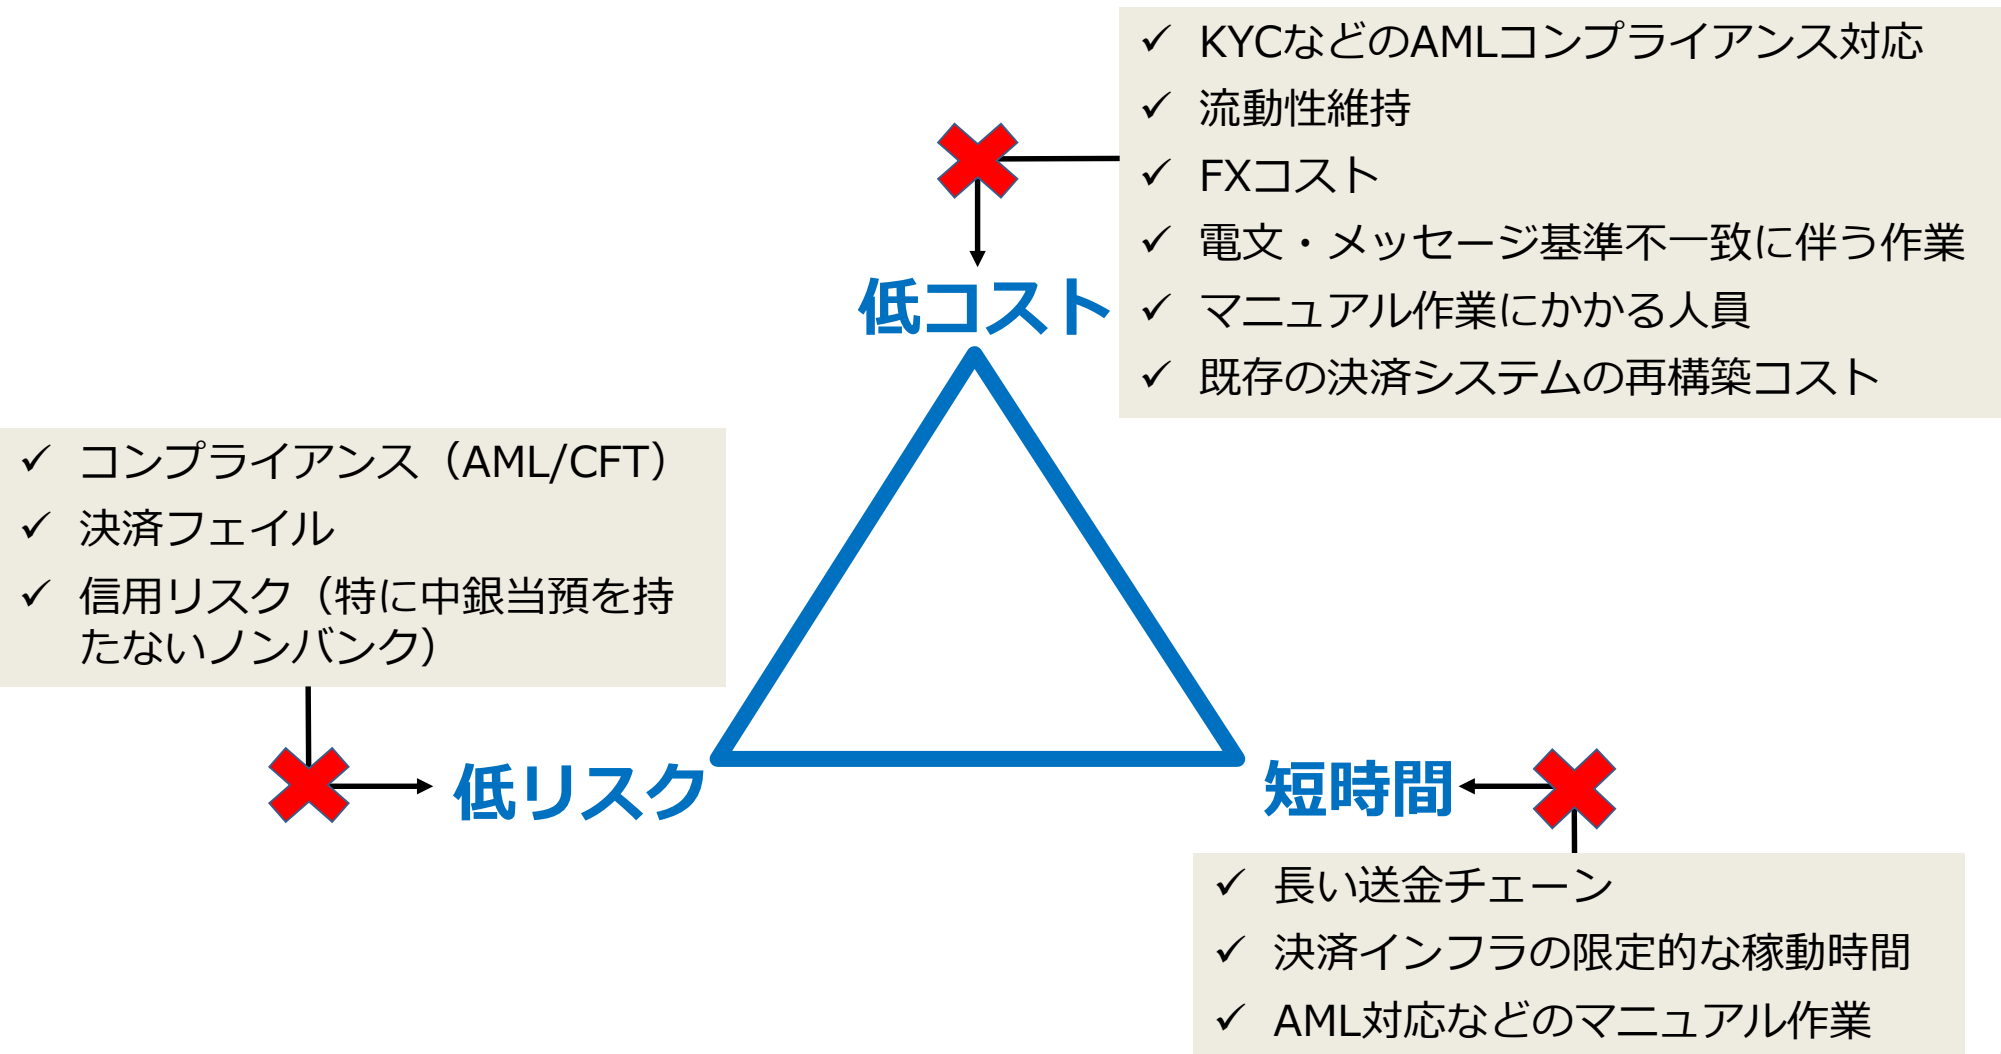 ✓ KYCなどのAMLコンプライアンス対応
✓ 流動性維持
✓ FXコスト
✓ 電文・メッセージ基準不一致に伴う作業
✓ マニュアル作業にかかる人員
✓ 既存の決済システムの再構築コスト
低コスト
✓ コンプライアンス（AML/CFT）
✓ 決済フェイル
✓ 信用リスク（特に中銀当預を持
たないノンバンク）
低リスク
短時間
✓ 長い送金チェーン
✓ 決済インフラの限定的な稼動時間
✓ AML対応などのマニュアル作業